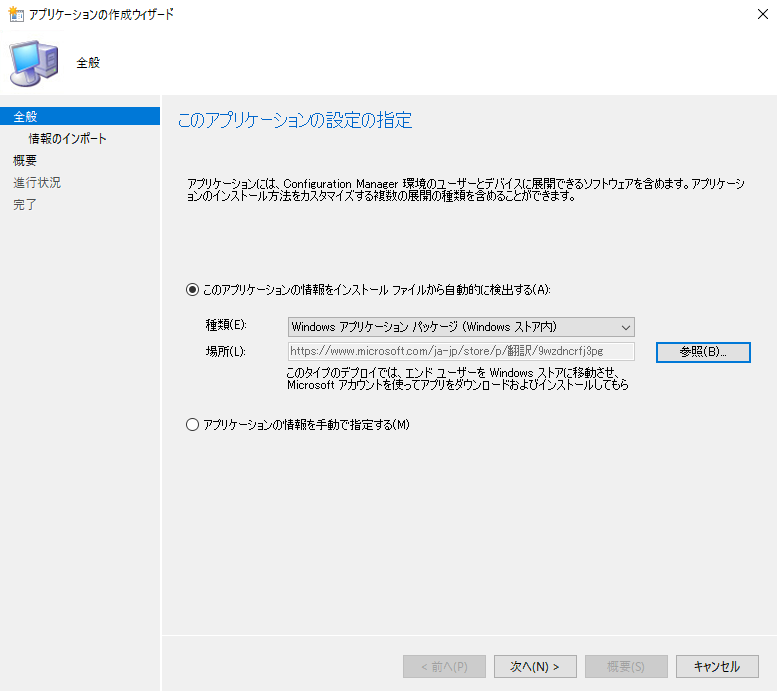 アプリケーションの作成ウィザード
全般
全般
情報のインポート
概要
進行状況
完了
このアプリケーションの設定の指定
アプリケーションには、Configuration Manager 環境のユーザーとデバイスに展開できるソフトウェアを含めます。アプリケーシ
ョンのインストール方法をカスタマイズする複数の展開の種類を含めることができます。
このアプリケーションの情報をインストール ファイルから自動的に検出する(A):
種類(E):
Windows アプリケーション パッケージ (Windows ストア内)
場所(L):
https://www.microsoft.com/ja-jp/store/p/翻訳/9wzdncrfj3pg
参照(B)...
このタイプのデプロイでは、エンド ユーザーを Windows ストアに移動させ、
Microsoft アカウントを使ってアプリをダウンロードおよびインストールしてもら
アプリケーションの情報を手動で指定する(M)
< 前へ(P)
次へ(N) >
概要(S)
キャンセル